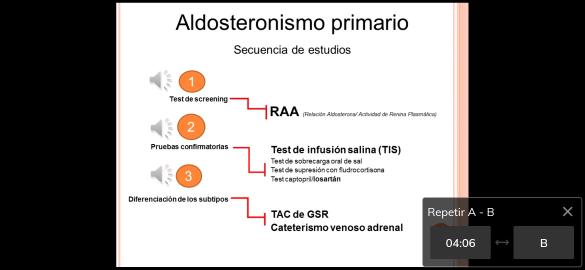 Aldosteronismo primario
Secuencia de estudios
1
Test de screening
RAA (Relación Aldosterona/ Actividad de Renina Plasmática)
2
Pruebas confirmatorias
Test de infusión salina (TIS)
Test de sobrecarga oral de sal
Test de supresión con fludrocortisona
Test captopril/losartán
3
Diferenciación de los subtipos
TAC de GSR
Cateterismo venoso adrenal
Repetir A - B
04:06
B